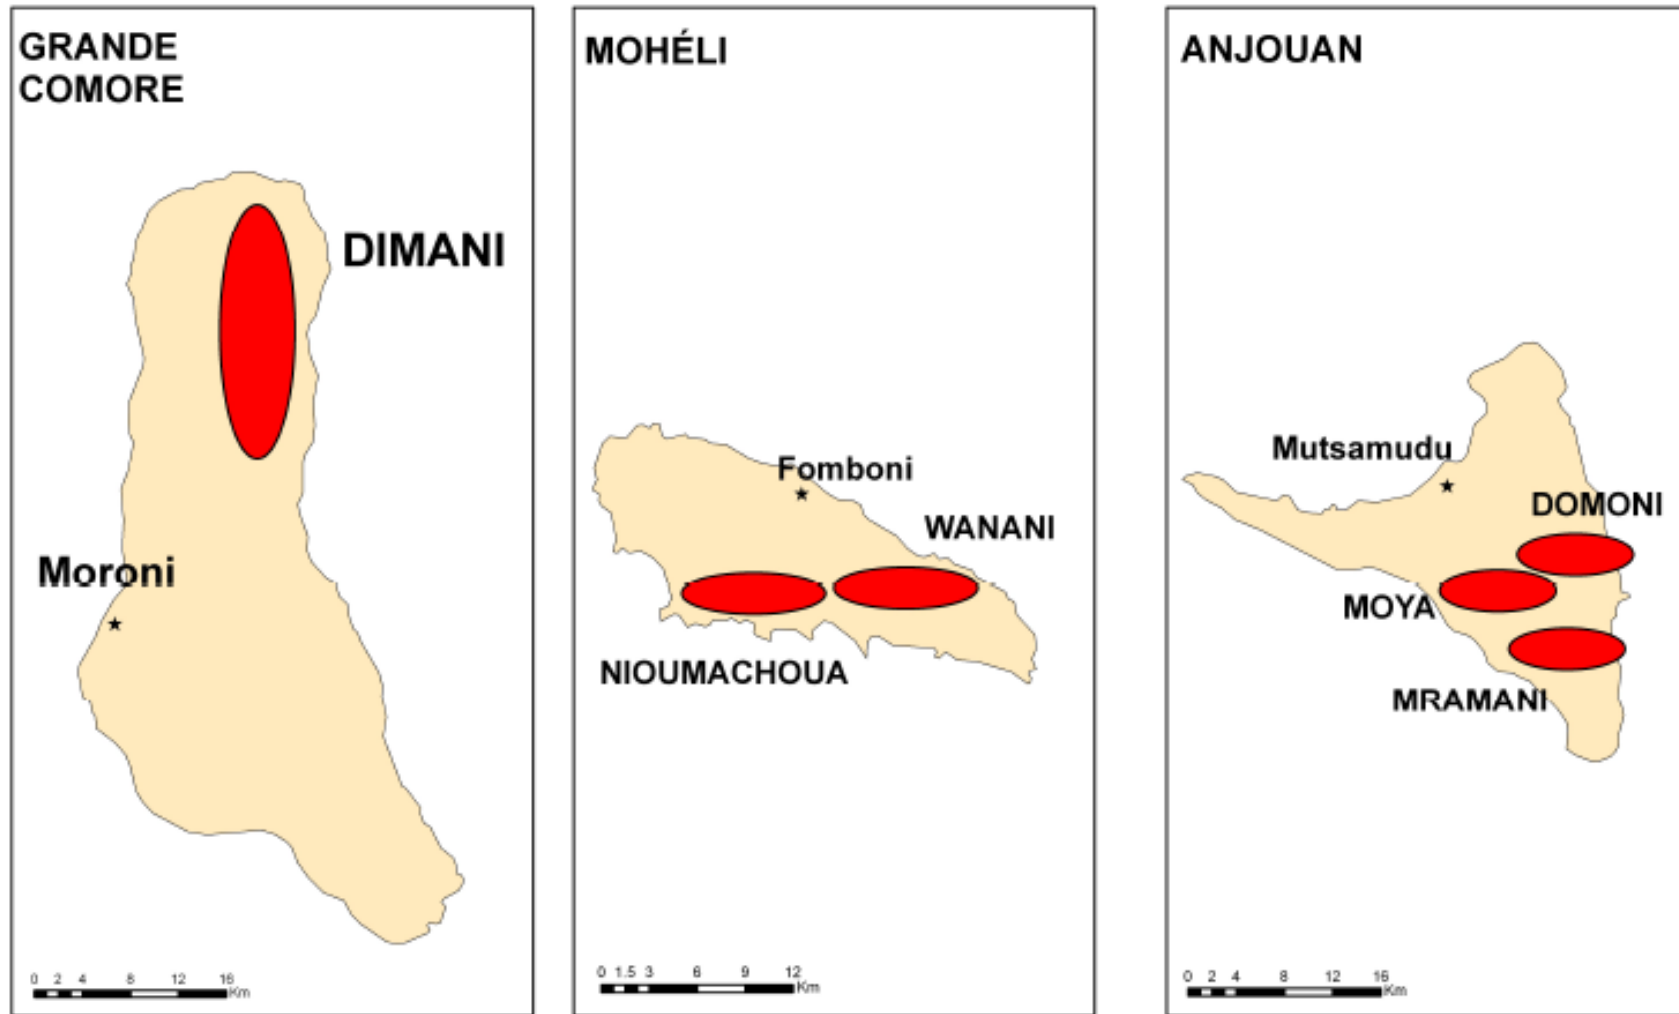 GRANDE
COMORE
DIMANI
Moroni
0 2 4 8 12 16
Km
MOHÉLI
Fomboni
WANANI
NIOUMACHOUA
0 1.5 3 6 9 12
Km
ANJOUAN
Mutsamudu
DOMONI
MOYA
MRAMANI
0 2 4 8 12 16
Km